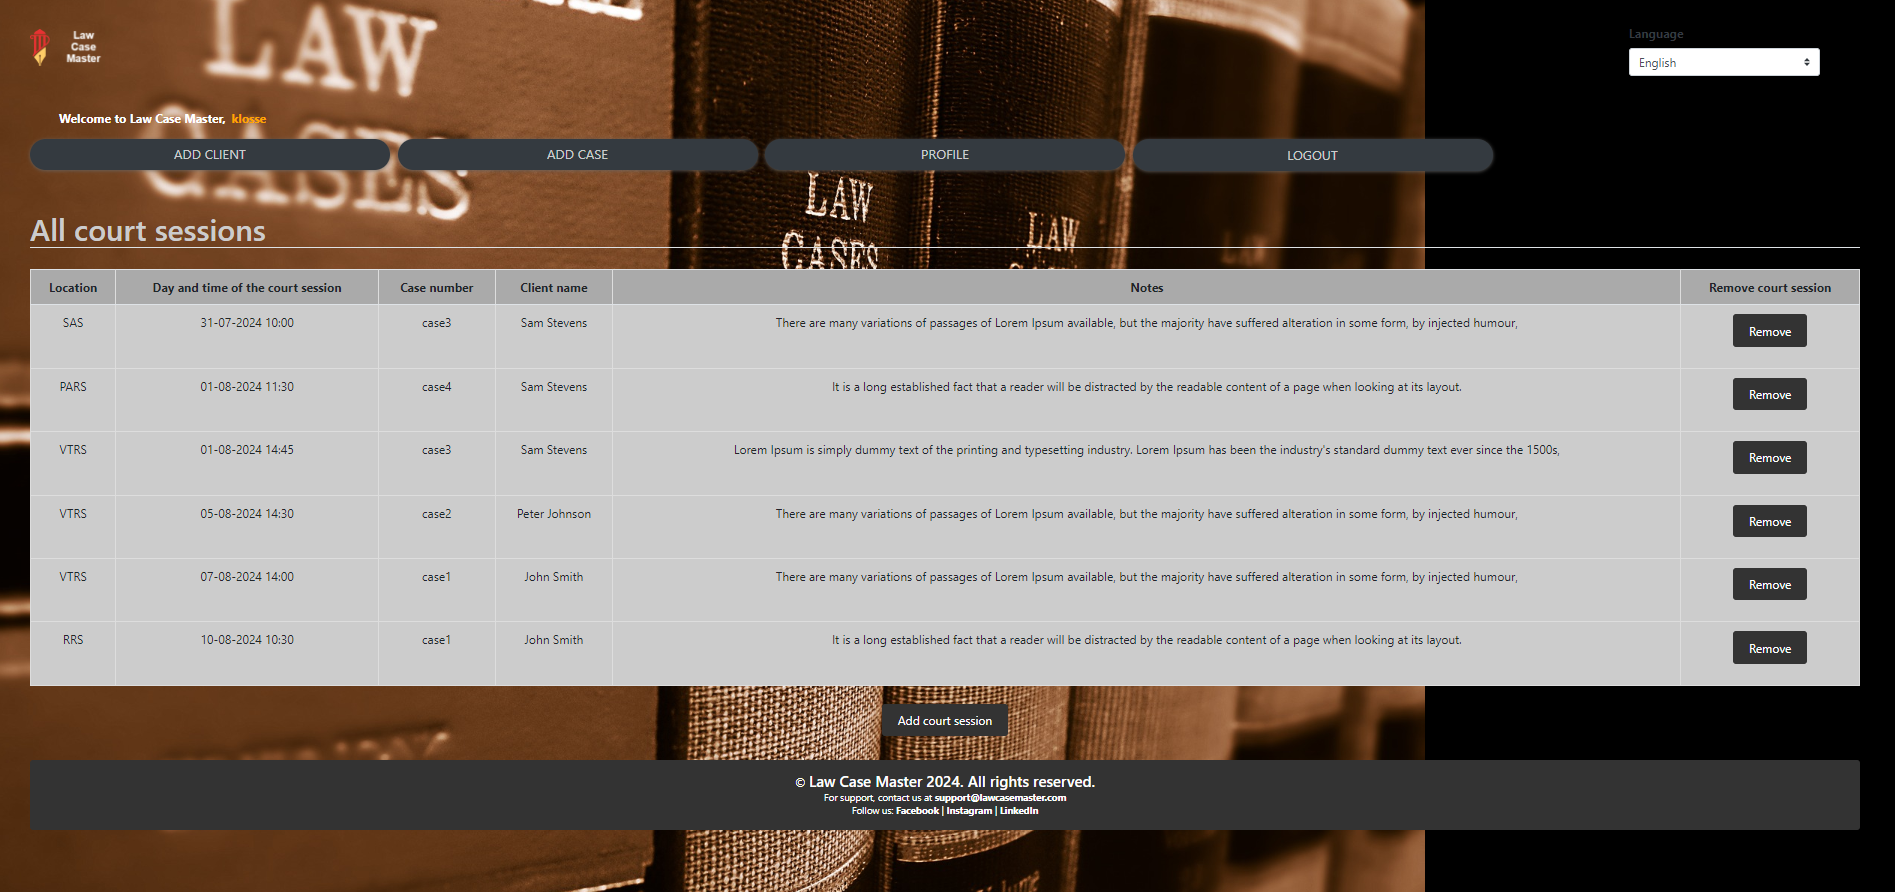 LAW
CASES
Law
Case
Master
Language
English
Welcome to Law Case Master, klosse
ADD CLIENT
ADD CASE
PROFILE
LOGOUT
LAW
CASES
LAW
LAW
All court sessions
Location Day and time of the court session Case number Client name Notes Remove court session
SAS 31-07-2024 10:00 case3 Sam Stevens There are many variations of passages of Lorem Ipsum available, but the majority have suffered alteration in some form, by injected humour, Remove
PARS 01-08-2024 11:30 case4 Sam Stevens It is a long established fact that a reader will be distracted by the readable content of a page when looking at its layout. Remove
VTRS 01-08-2024 14:45 case3 Sam Stevens Lorem Ipsum is simply dummy text of the printing and typesetting industry. Lorem Ipsum has been the industry's standard dummy text ever since the 1500s, Remove
VTRS 05-08-2024 14:30 case2 Peter Johnson There are many variations of passages of Lorem Ipsum available, but the majority have suffered alteration in some form, by injected humour, Remove
VTRS 07-08-2024 14:00 case1 John Smith There are many variations of passages of Lorem Ipsum available, but the majority have suffered alteration in some form, by injected humour, Remove
RRS 10-08-2024 10:30 case1 John Smith It is a long established fact that a reader will be distracted by the readable content of a page when looking at its layout. Remove
Add court session
© Law Case Master 2024. All rights reserved.
For support, contact us at support@lawcasemaster.com
Follow us: Facebook | Instagram | LinkedIn